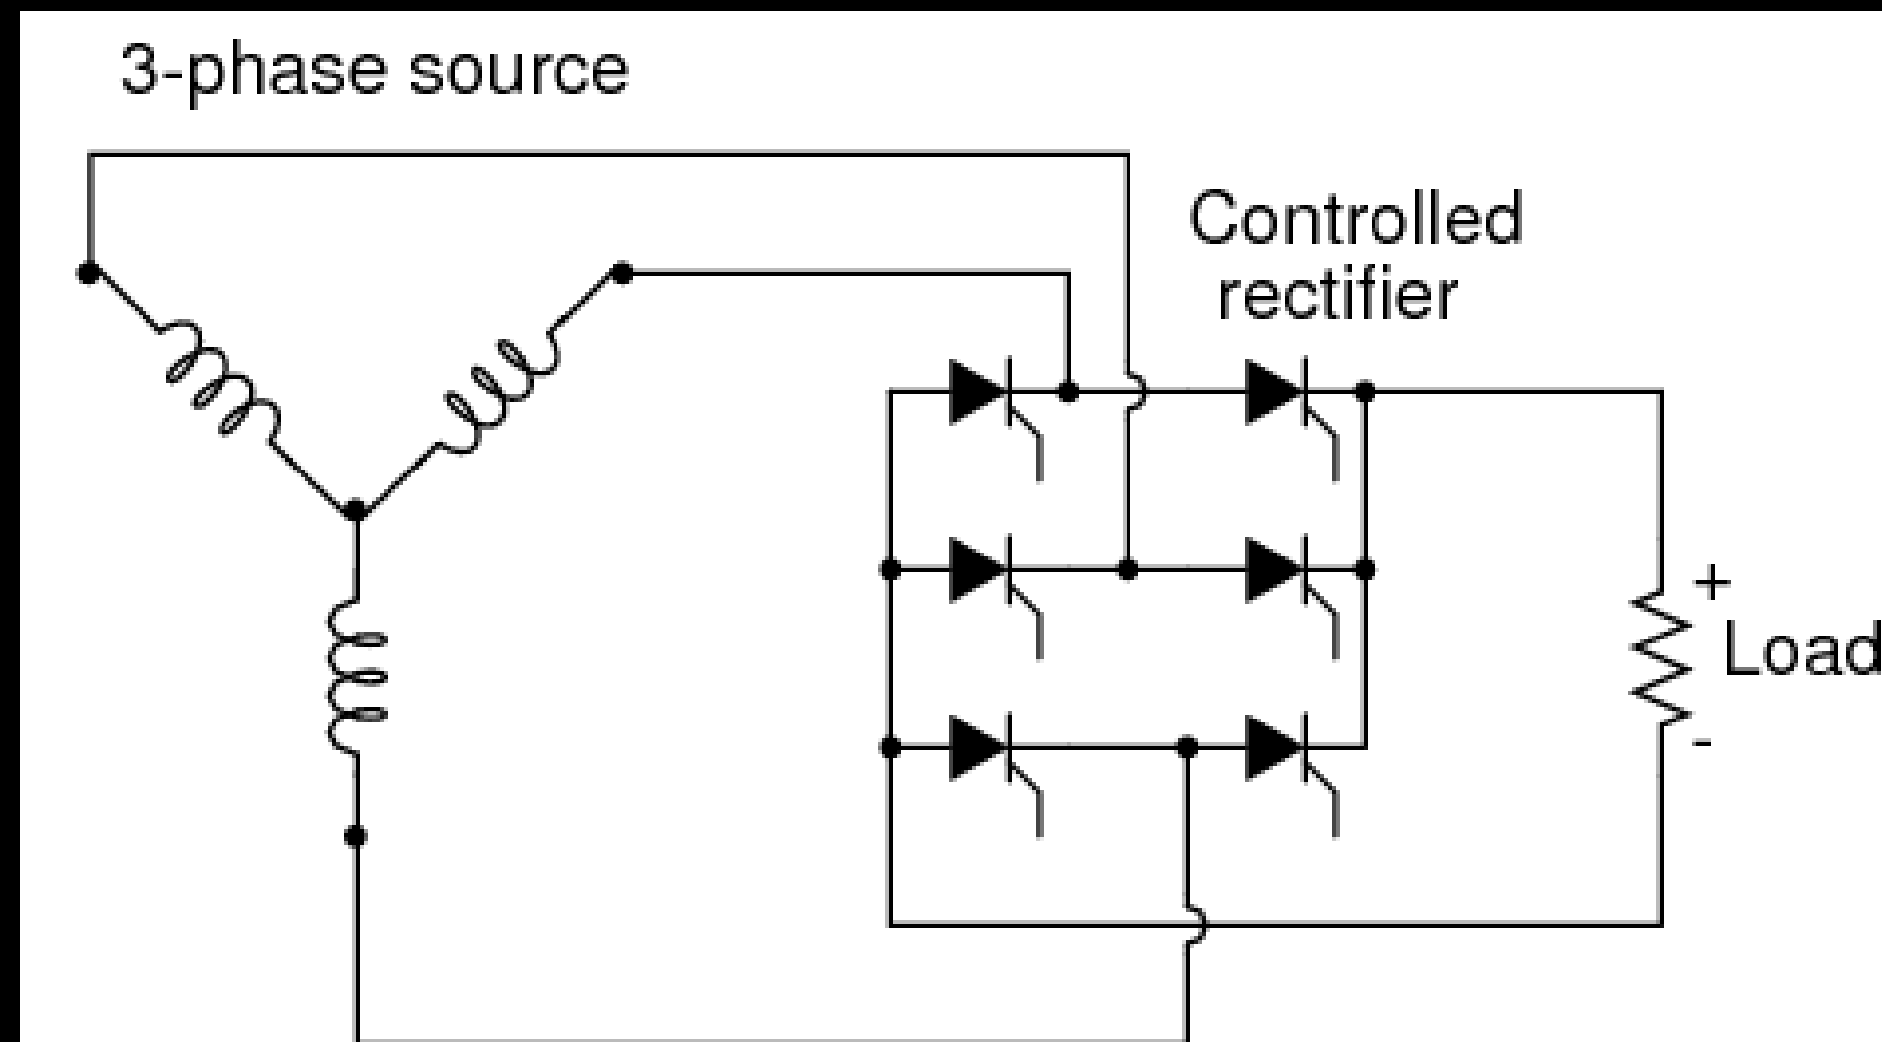 3-phase source
Controlled
rectifier
+
Load
-